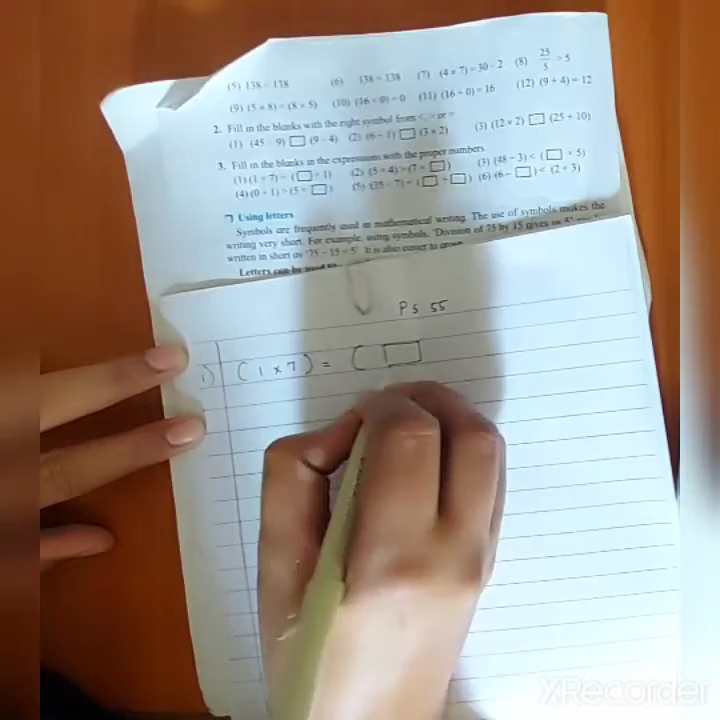 (5) 138 > 138 (6) 138 < 138 (7) (4 × 7) = 30 - 2 (8) 25/5 > 5
(9) (5 × 8) = (8 × 5) (10) (16 + 0) = 0 (11) (16 + 0) = 16 (12) (9 + 4) = 12
2. Fill in the blanks with the right symbol from <, > or =
(1) (45 ÷ 9) □ (9 - 4) (2) (6 ÷ 1) □ (3 × 2) (3) (12 × 2) □ (25 + 10)
3. Fill in the blanks in the expressions with the proper numbers
(1) (1 × 7) = (□ × 1) (2) (5 × 4) > (7 × □) (3) (48 ÷ 3) < (□ × 5)
(4) (0 + 1) > (5 × □) (5) (35 ÷ 7) = (□ + □) (6) (6 - □) < (2 + 3)
Using letters
Symbols are frequently used in mathematical writing. The use of symbols makes the
writing very short. For example, using symbols, 'Division of 75 by 15 gives us 5'
written in short as '75 ÷ 15 = 5' It is also easier to grasp
Letters can be used
Pg 55
1) (1 × 7) = ( □